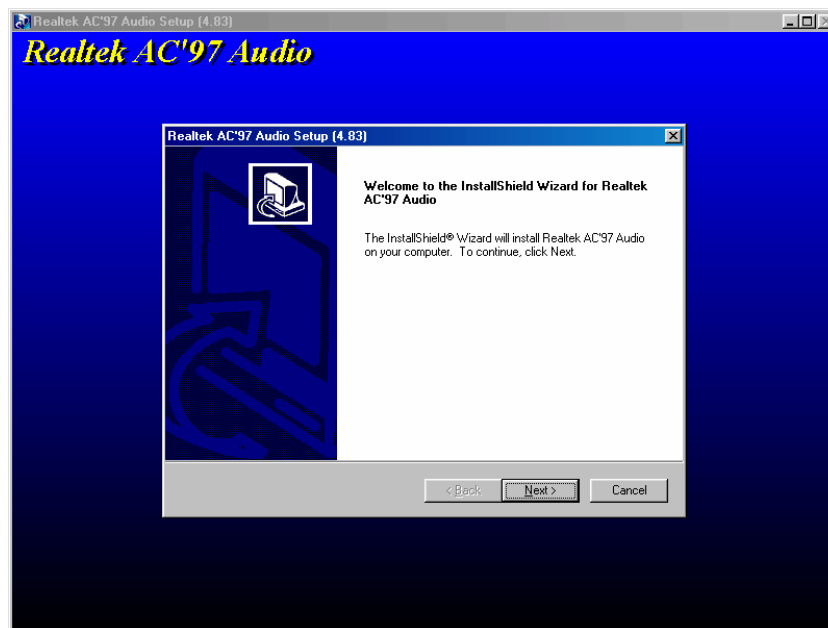 Realtek AC'97 Audio Setup (4.83)
Realtek AC'97 Audio
Realtek AC'97 Audio Setup (4.83)
Welcome to the InstallShield Wizard for Realtek
AC'97 Audio
The InstallShield® Wizard will install Realtek AC'97 Audio
on your computer.  To continue, click Next.
< Back
Next >
Cancel